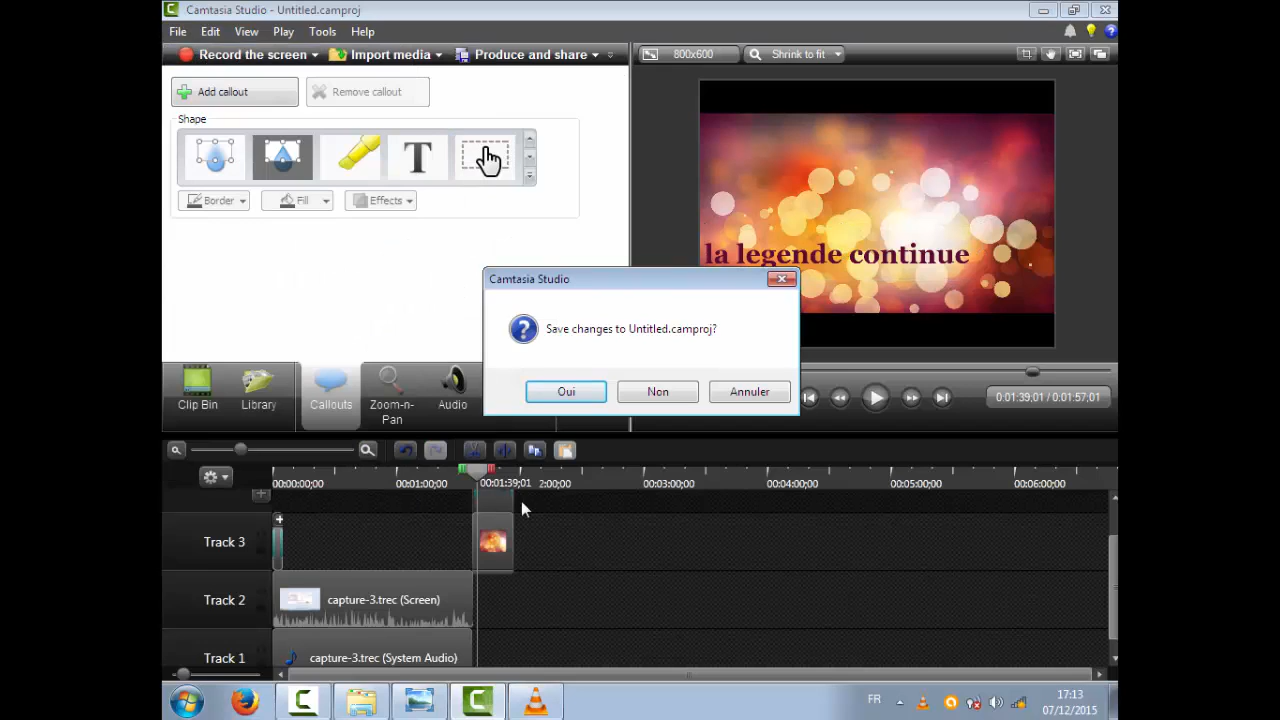 Camtasia Studio - Untitled.camproj
File Edit View Play Tools Help
Record the screen Import media Produce and share
800x600 Shrink to fit
Add callout Remove callout
Shape
T
Border Fill Effects
la legende continue
Camtasia Studio
Save changes to Untitled.camproj?
Oui Non Annuler
Clip Bin Library Callouts Zoom-n-Pan Audio
0:01:39,01 / 0:01:57,01
00:00:00;00 00:01:00;00 00:01:39;01 2:00;00 00:03:00;00 00:04:00;00 00:05:00;00 00:06:00;00
Track 3
Track 2 capture-3.trec (Screen)
Track 1 capture-3.trec (System Audio)
FR 17:13
07/12/2015